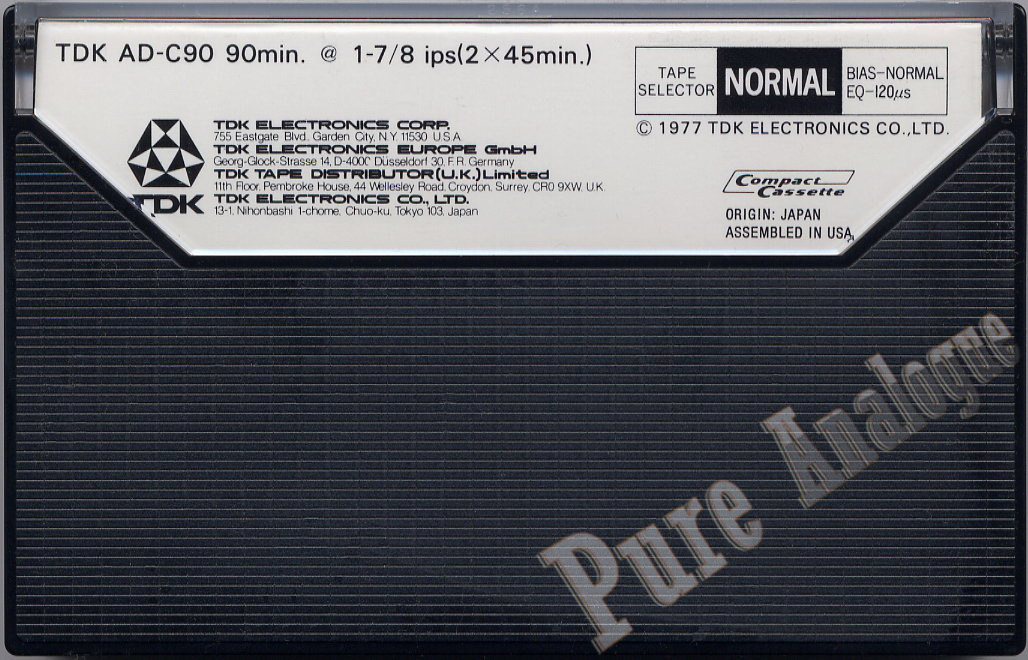 TDK AD-C90 90min. @ 1-7/8 ips(2×45min.)
TAPE SELECTOR NORMAL BIAS-NORMAL EQ-120μs
© 1977 TDK ELECTRONICS CO.,LTD.
TDK
TDK ELECTRONICS CORP.
755 Eastgate Blvd., Garden City, N.Y. 11530 U.S.A.
TDK ELECTRONICS EUROPE GmbH
Georg-Glock-Strasse 14, D-4000 Düsseldorf 30, F.R. Germany
TDK TAPE DISTRIBUTOR(U.K.)Limited
11th Floor, Pembroke House, 44 Wellesley Road, Croydon, Surrey, CR0 9XW, U.K.
TDK ELECTRONICS CO., LTD.
13-1, Nihonbashi 1-chome, Chuo-ku, Tokyo 103, Japan
Compact Cassette
ORIGIN: JAPAN
ASSEMBLED IN USA
Pure Analogue